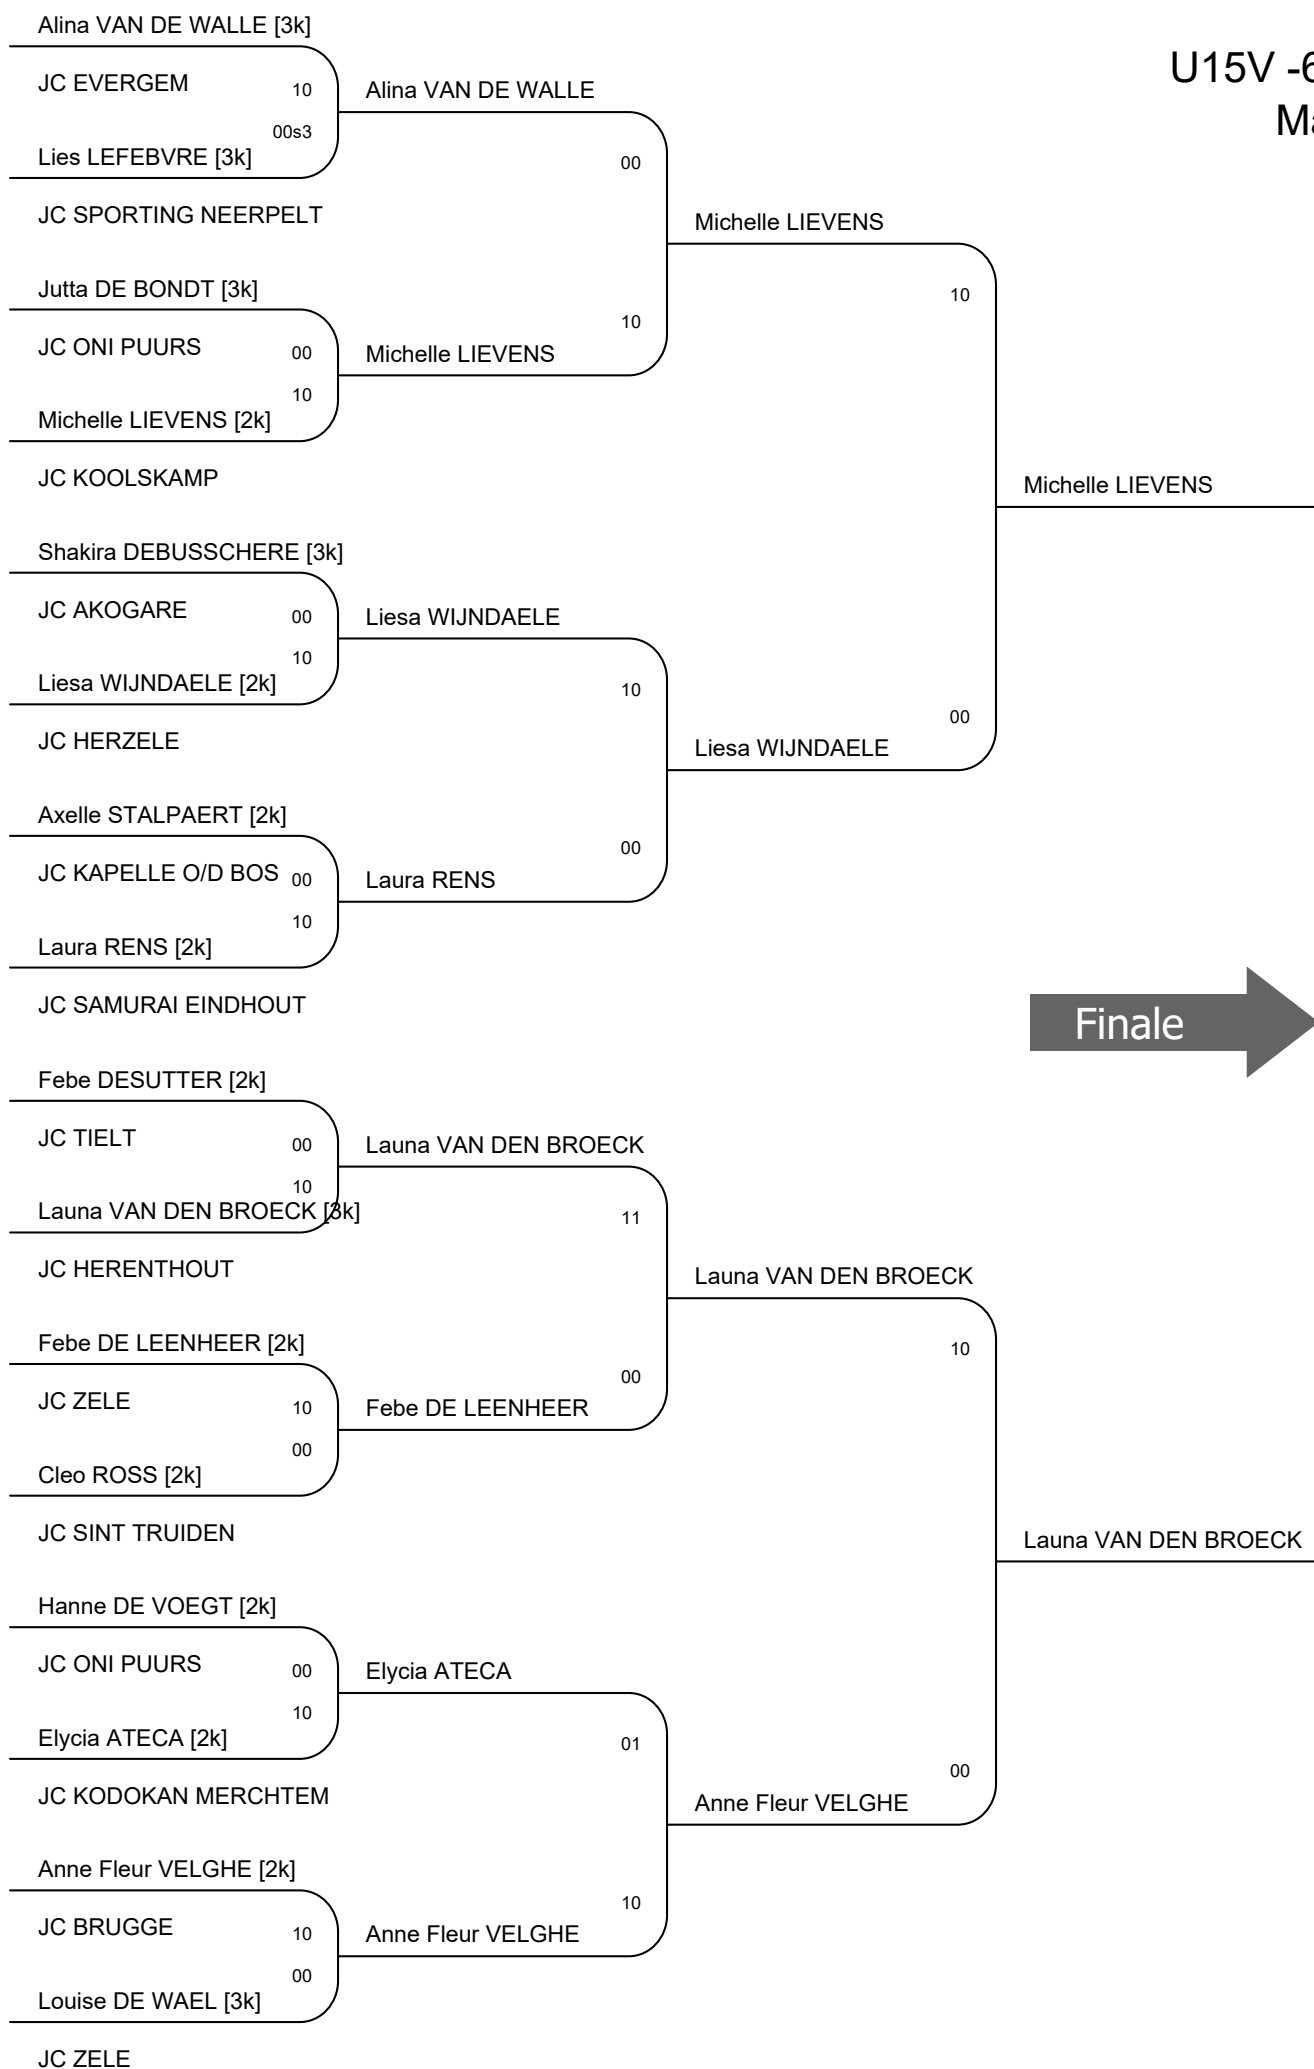 Alina VAN DE WALLE [3k]
JC EVERGEM
10
00s3
Lies LEFEBVRE [3k]
JC SPORTING NEERPELT
Jutta DE BONDT [3k]
JC ONI PUURS
00
10
Michelle LIEVENS [2k]
JC KOOLSKAMP
Shakira DEBUSSCHERE [3k]
JC AKOGARE
00
10
Liesa WIJNDAELE [2k]
JC HERZELE
Axelle STALPAERT [2k]
JC KAPELLE O/D BOS
00
10
Laura RENS [2k]
JC SAMURAI EINDHOUT
Febe DESUTTER [2k]
JC TIELT
00
10
Launa VAN DEN BROECK [3k]
JC HERENTHOUT
Febe DE LEENHEER [2k]
JC ZELE
10
00
Cleo ROSS [2k]
JC SINT TRUIDEN
Hanne DE VOEGT [2k]
JC ONI PUURS
00
10
Elycia ATECA [2k]
JC KODOKAN MERCHTEM
Anne Fleur VELGHE [2k]
JC BRUGGE
10
00
Louise DE WAEL [3k]
JC ZELE
Alina VAN DE WALLE
00
10
Michelle LIEVENS
Liesa WIJNDAELE
10
00
Laura RENS
Launa VAN DEN BROECK
11
00
Febe DE LEENHEER
Elycia ATECA
01
10
Anne Fleur VELGHE
Michelle LIEVENS
10
00
Liesa WIJNDAELE
Launa VAN DEN BROECK
10
00
Anne Fleur VELGHE
U15V -6
Ma
Michelle LIEVENS
Finale
Launa VAN DEN BROECK